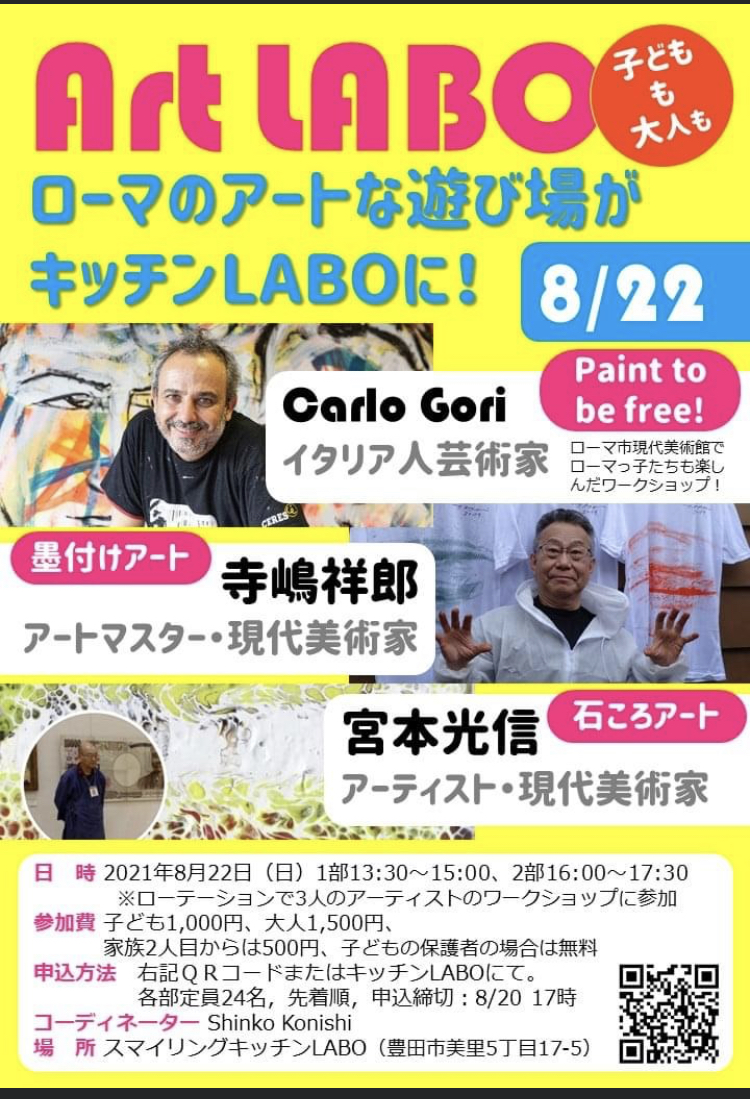 Art LABO
子ども
も
大人も
ローマのアートな遊び場が
キッチンLABOに!
8/22
Paint to
be free!
Carlo Gori
イタリア人芸術家
ローマ市現代美術館で
ローマっ子たちも楽し
んだワークショップ!
CERES
墨付けアート
寺嶋祥郎
アートマスター・現代美術家
宮本光信
石ころアート
アーティスト・現代美術家
日 時 2021年8月22日(日)1部13:30~15:00、2部16:00~17:30
※ローテーションで3人のアーティストのワークショップに参加
参加費 子ども1,000円、大人1,500円、
家族2人目からは500円、子どもの保護者の場合は無料
申込方法 右記QRコードまたはキッチンLABOにて。
各部定員24名,先着順,申込締切:8/20 17時
コーディネーター Shinko Konishi
場 所 スマイリングキッチンLABO(豊田市美里5丁目17-5)